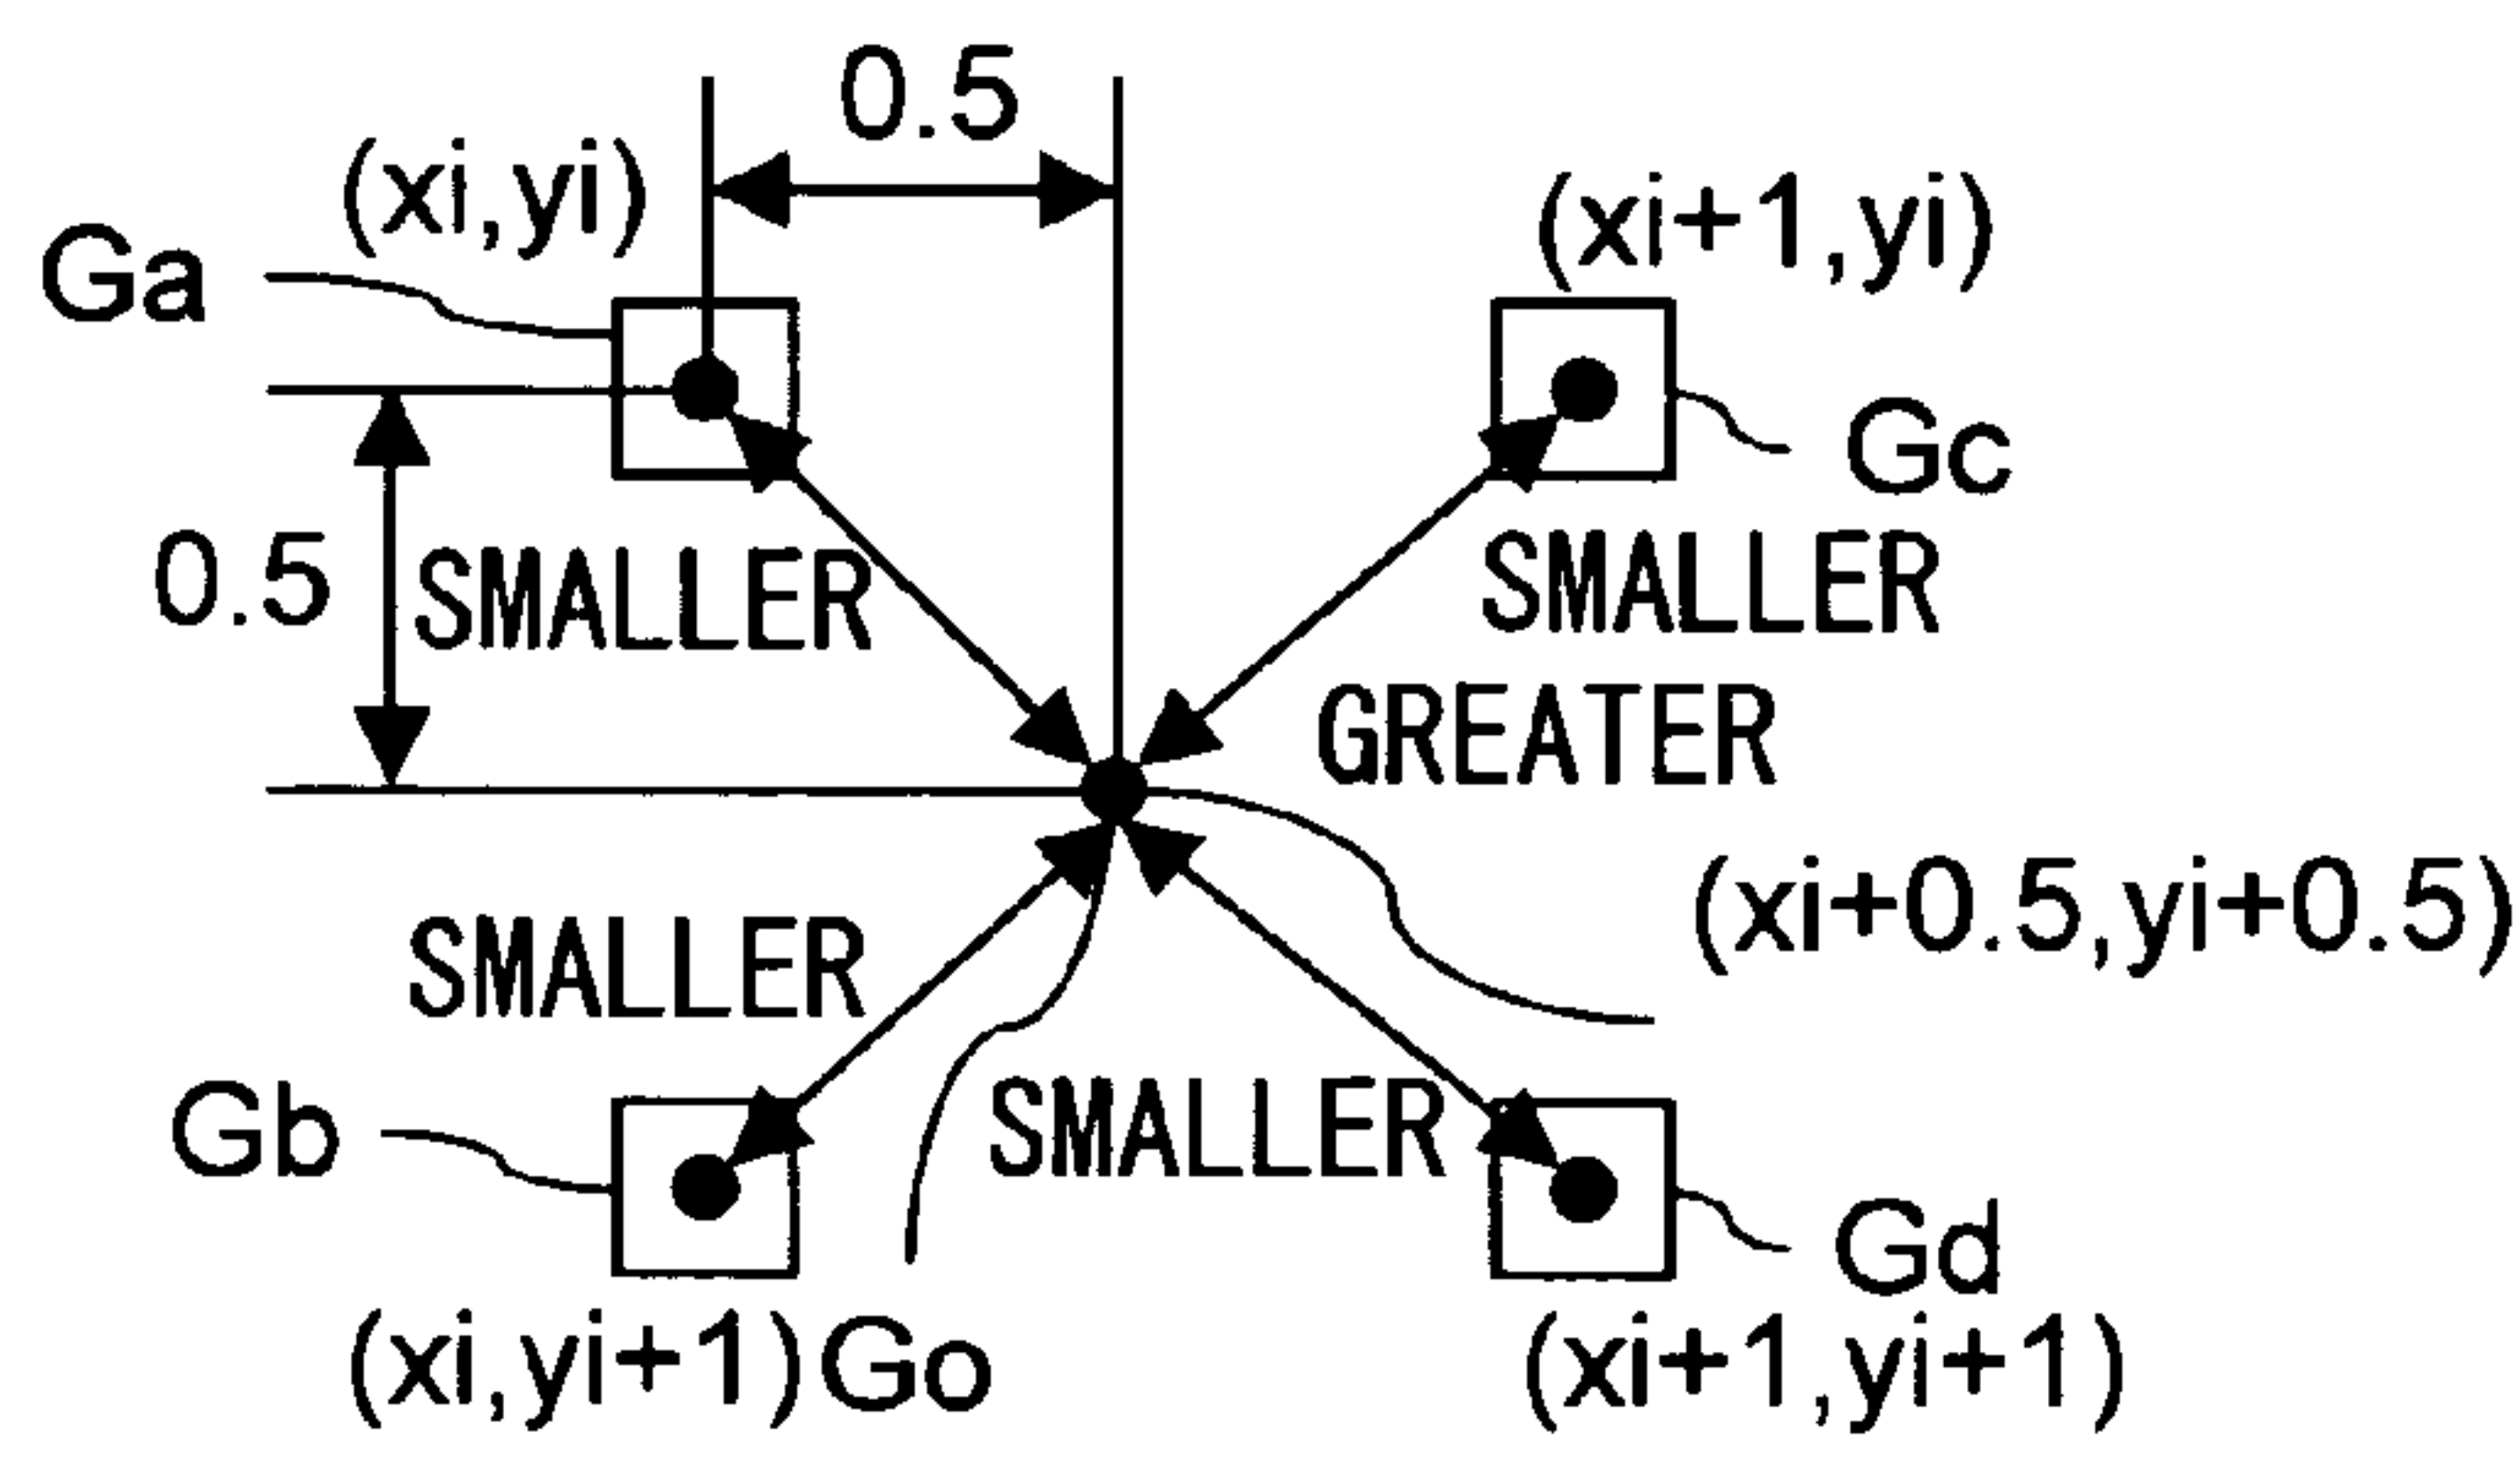 0.5
(xi,yi)
(xi+1,yi)
Ga
Gc
0.5
SMALLER
SMALLER
GREATER
(xi+0.5,yi+0.5)
SMALLER
SMALLER
Gb
Gd
(xi,yi+1)
Go
(xi+1,yi+1)